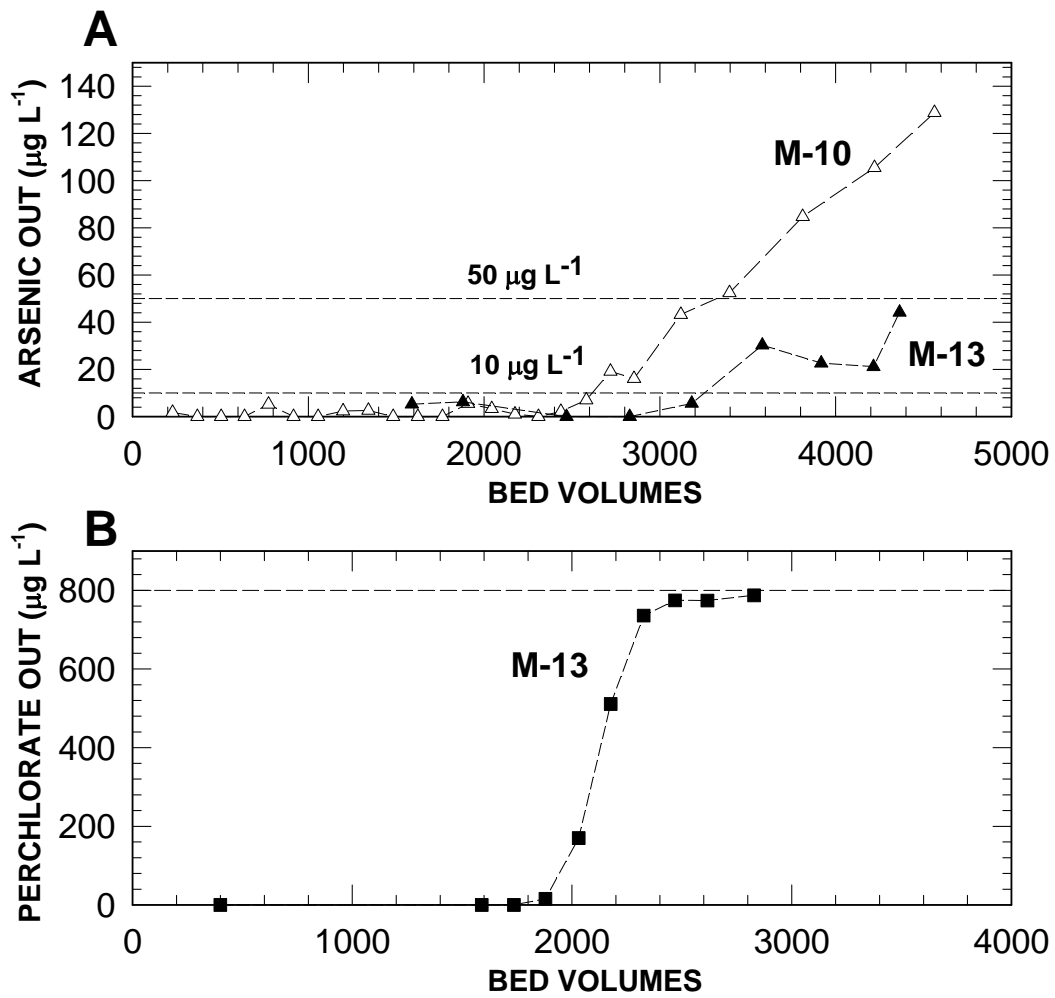 A
ARSENIC OUT (μg L-1)
140
120
100
80
60
40
20
0
M-10
50 μg L-1
10 μg L-1
M-13
0 1000 2000 3000 4000 5000
BED VOLUMES
B
PERCHLORATE OUT (μg L-1)
800
600
400
200
0
M-13
0 1000 2000 3000 4000
BED VOLUMES